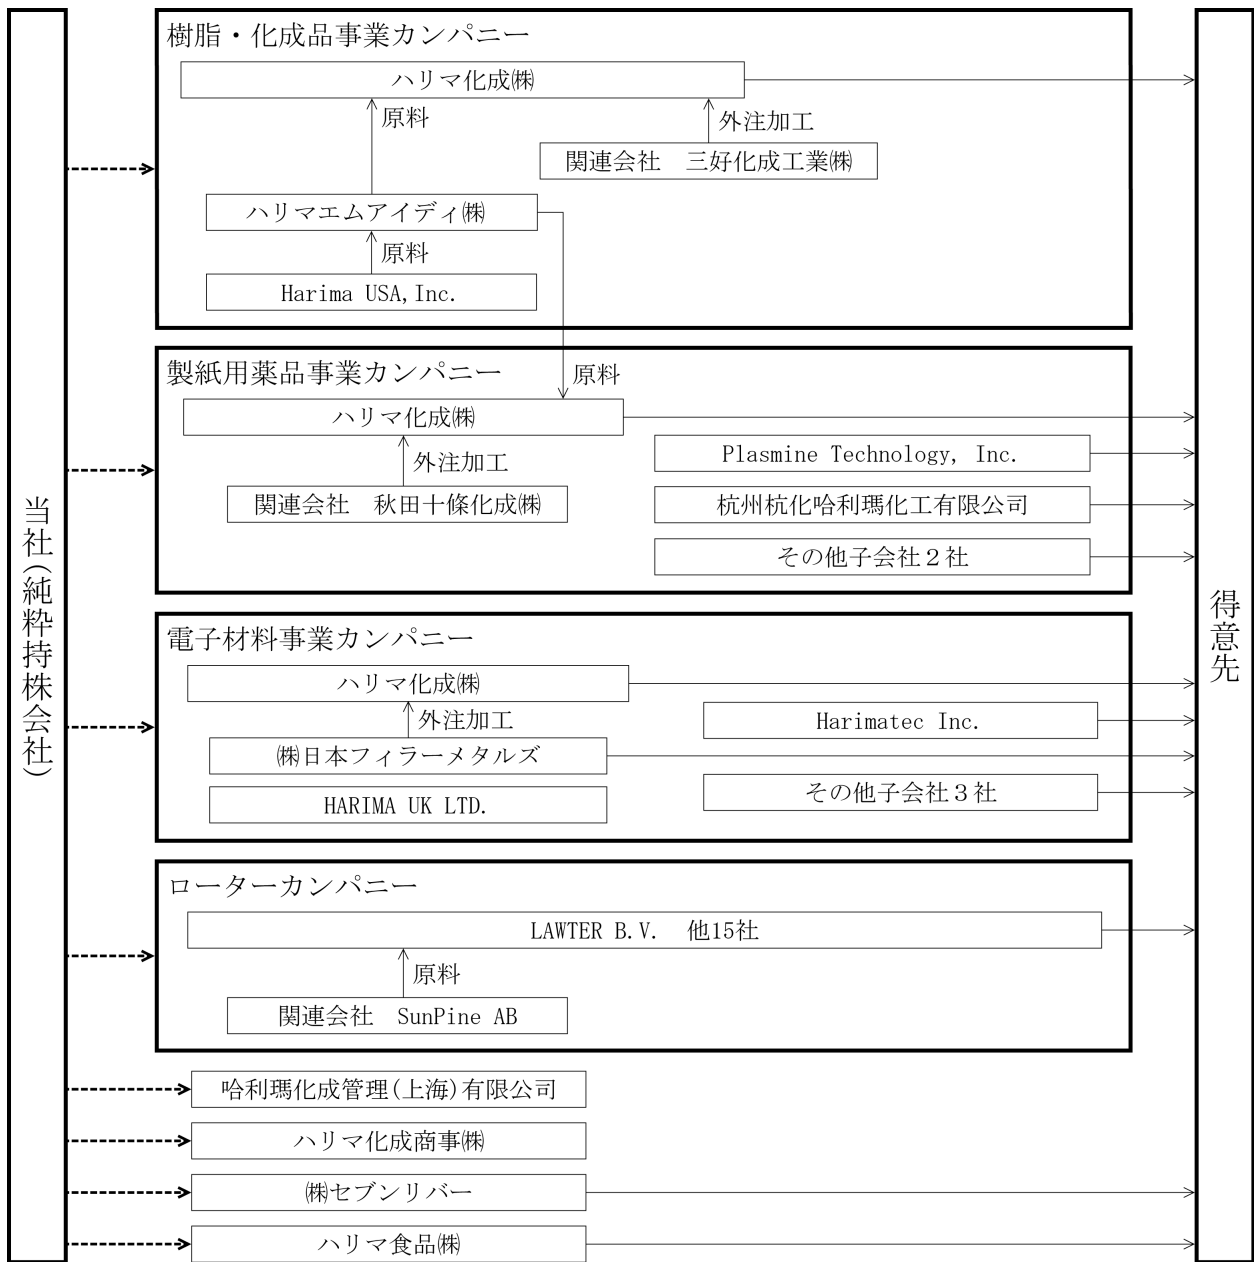 当社(純粋持株会社)
樹脂・化成品事業カンパニー
ハリマ化成㈱
原料
外注加工
関連会社　三好化成工業㈱
ハリマエムアイディ㈱
原料
Harima USA,Inc.
製紙用薬品事業カンパニー
原料
ハリマ化成㈱
外注加工
Plasmine Technology, Inc.
関連会社　秋田十條化成㈱
杭州杭化哈利瑪化工有限公司
その他子会社２社
電子材料事業カンパニー
ハリマ化成㈱
外注加工
Harimatec Inc.
㈱日本フィラーメタルズ
その他子会社３社
HARIMA UK LTD.
ローターカンパニー
LAWTER B.V.　他15社
原料
関連会社　SunPine AB
哈利瑪化成管理(上海)有限公司
ハリマ化成商事㈱
㈱セブンリバー
ハリマ食品㈱
得意先